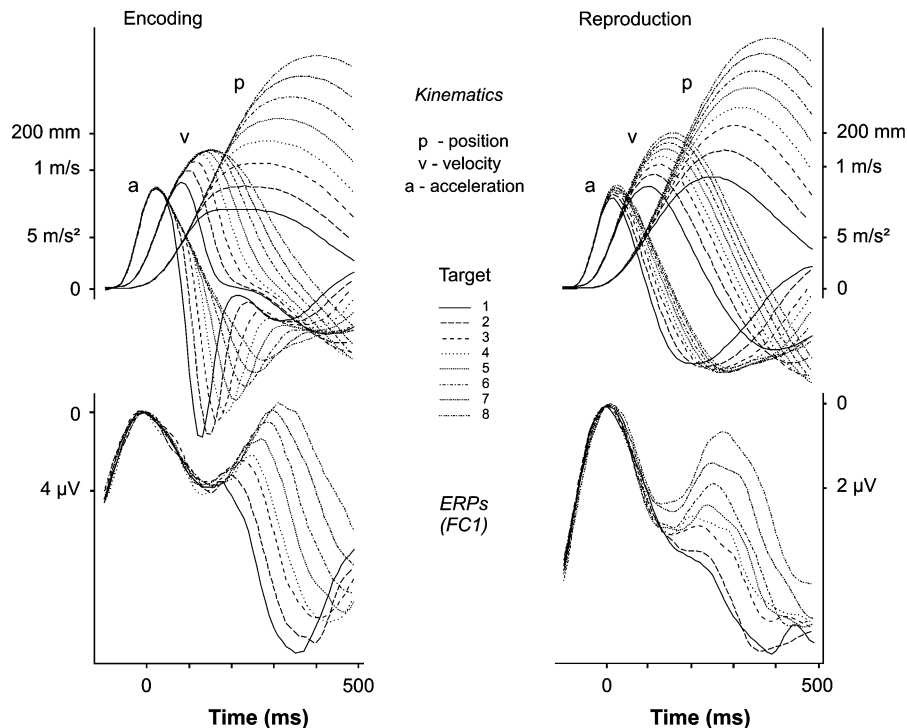 Encoding
Reproduction
p
v
a
200 mm
1 m/s
5 m/s²
0
Kinematics
p - position
v - velocity
a - acceleration
p
v
a
200 mm
1 m/s
5 m/s²
0
Target
1
2
3
4
5
6
7
8
0
4 µV
ERPs
(FC1)
0
2 µV
0
500
Time (ms)
0
500
Time (ms)